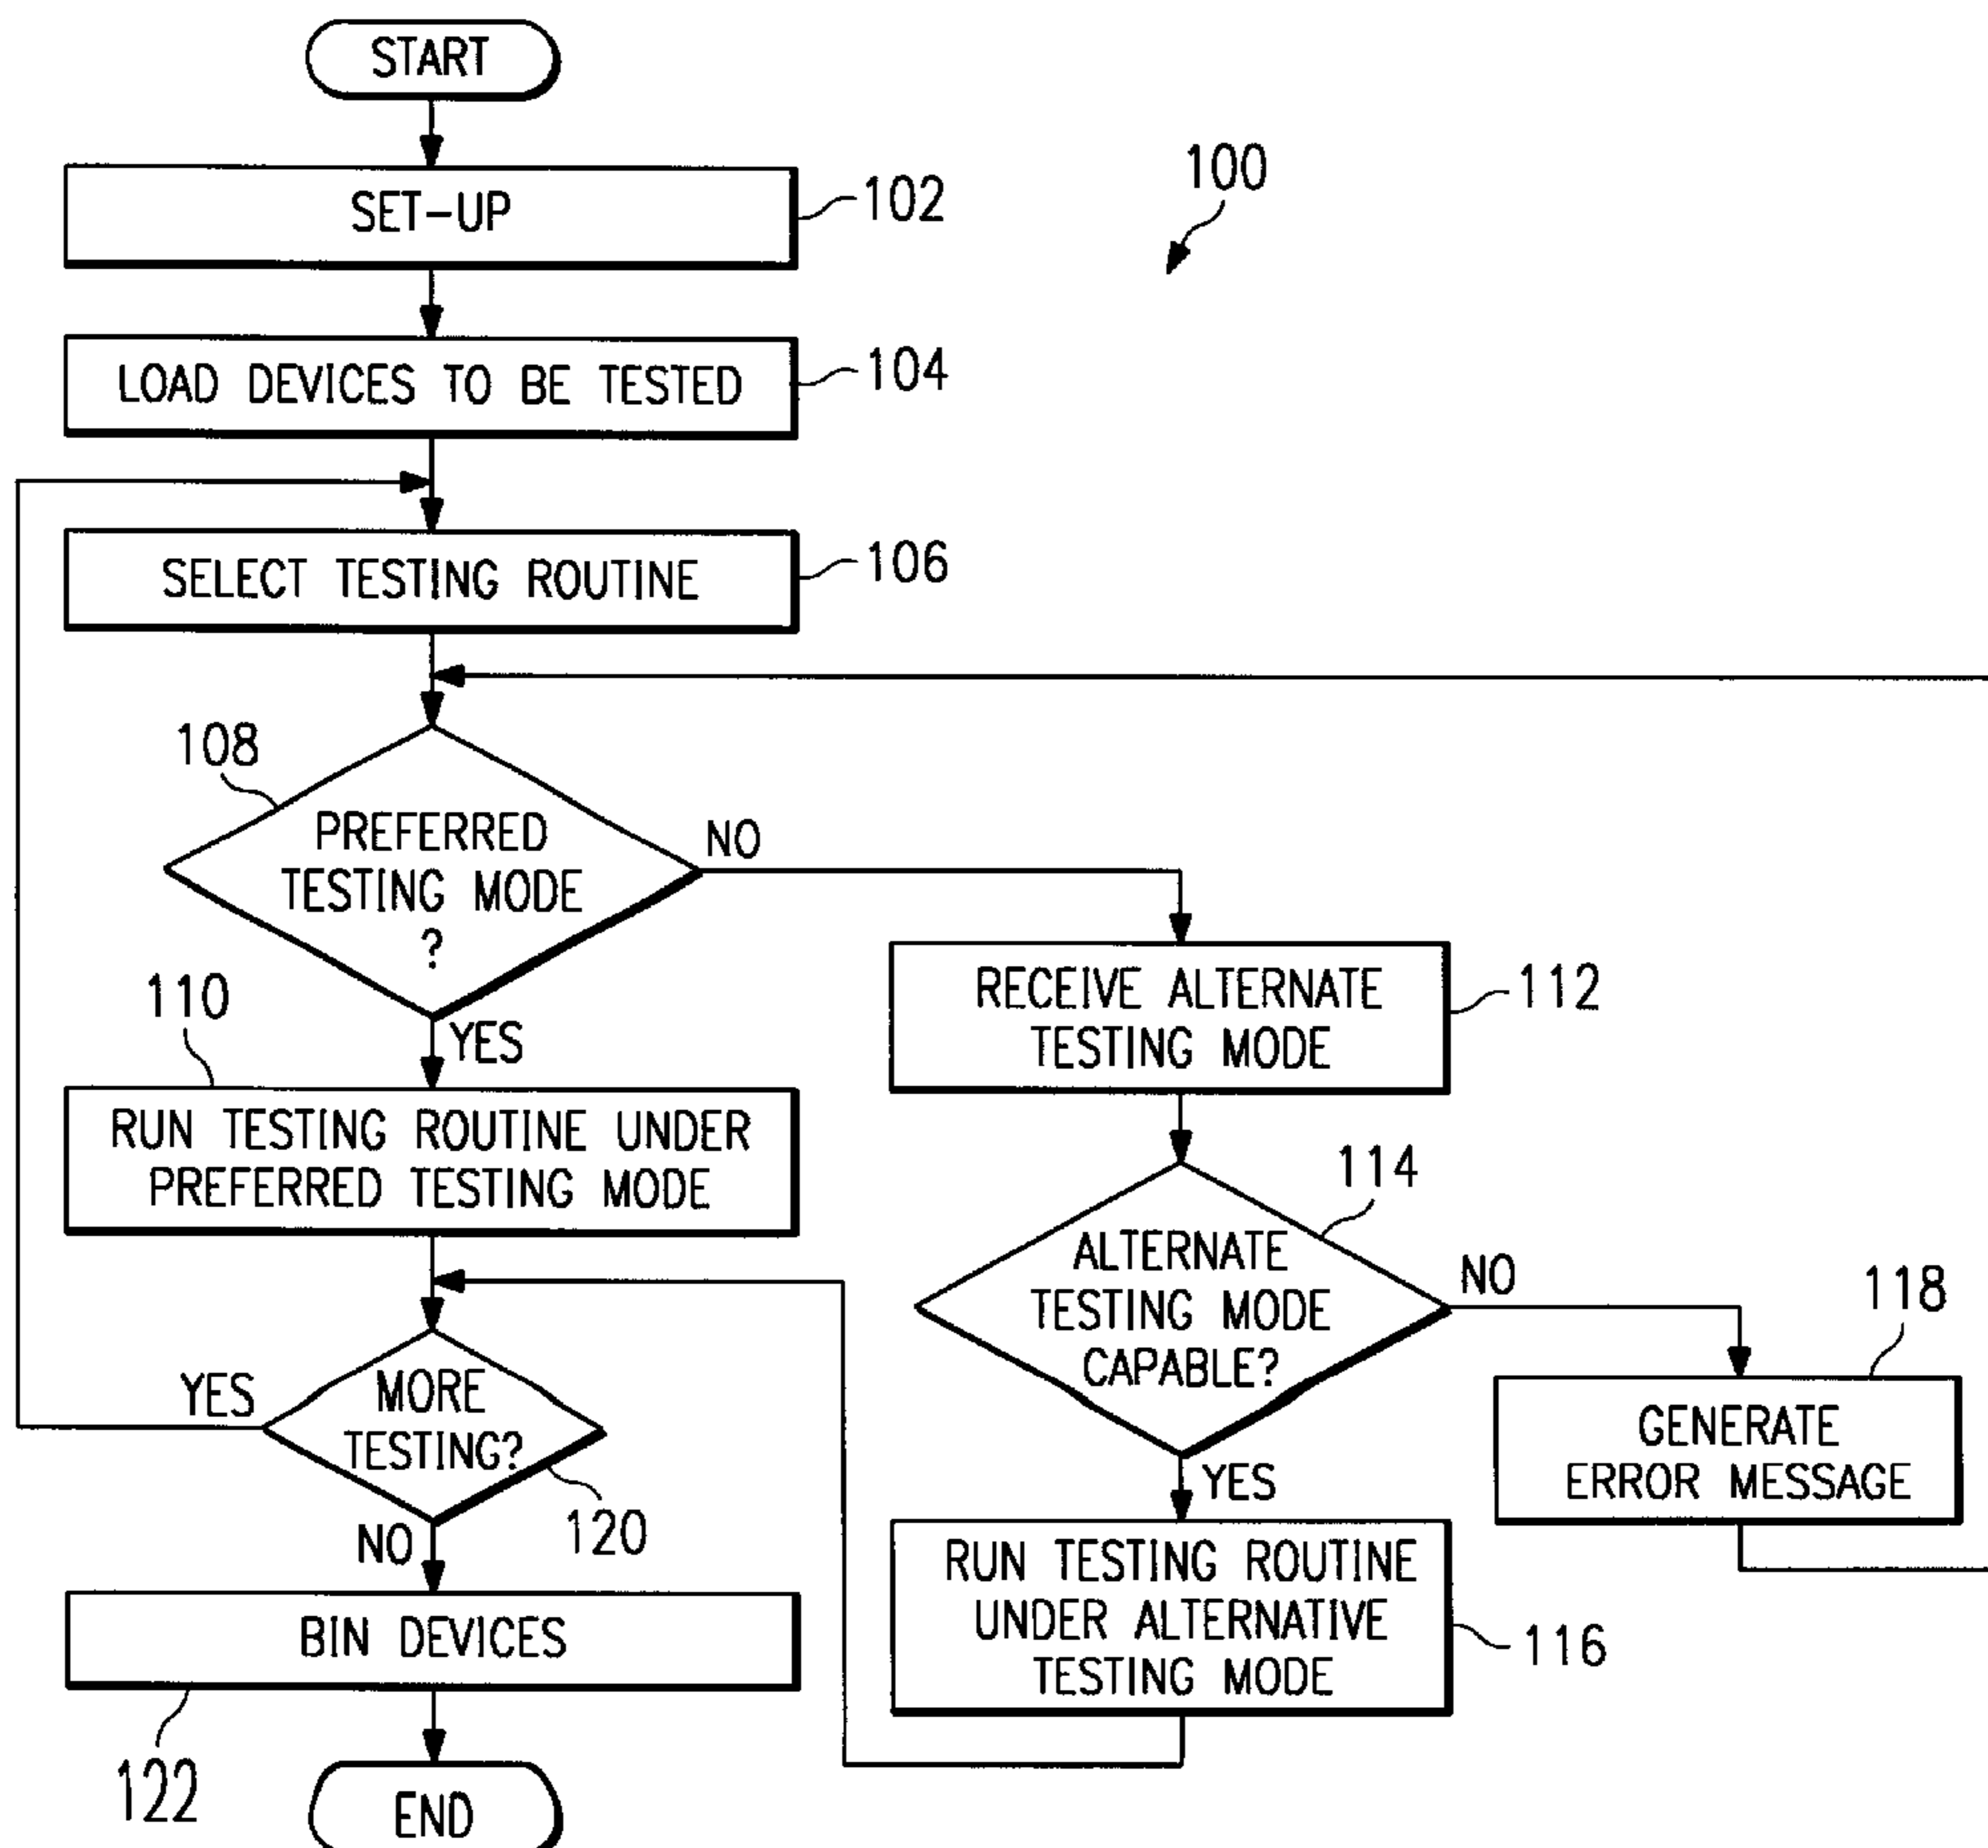 START
100
SET-UP
102
LOAD DEVICES TO BE TESTED
104
SELECT TESTING ROUTINE
106
108
PREFERRED
TESTING MODE
?
NO
YES
110
RUN TESTING ROUTINE UNDER
PREFERRED TESTING MODE
RECEIVE ALTERNATE
TESTING MODE
112
114
ALTERNATE
TESTING MODE
CAPABLE?
NO
YES
118
GENERATE
ERROR MESSAGE
MORE
TESTING?
YES
NO
120
RUN TESTING ROUTINE
UNDER ALTERNATIVE
TESTING MODE
116
BIN DEVICES
122
END